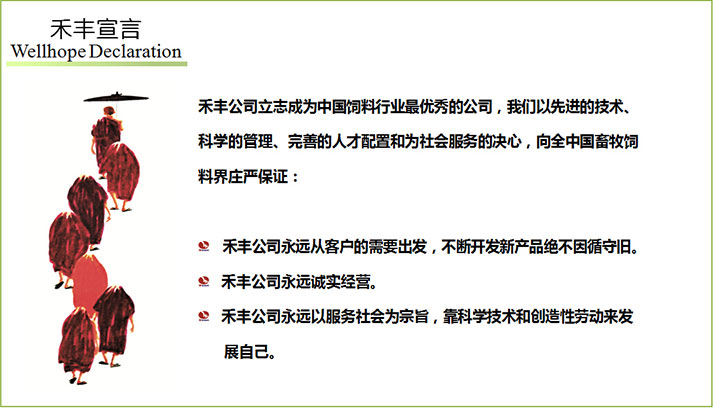 禾丰宣言
Wellhope Declaration
禾丰公司立志成为中国饲料行业最优秀的公司，我们以先进的技术、
科学的管理、完善的人才配置和为社会服务的决心，向全中国畜牧饲
料界庄严保证：
禾丰公司永远从客户的需要出发，不断开发新产品绝不因循守旧。
禾丰公司永远诚实经营。
禾丰公司永远以服务社会为宗旨，靠科学技术和创造性劳动来发
展自己。